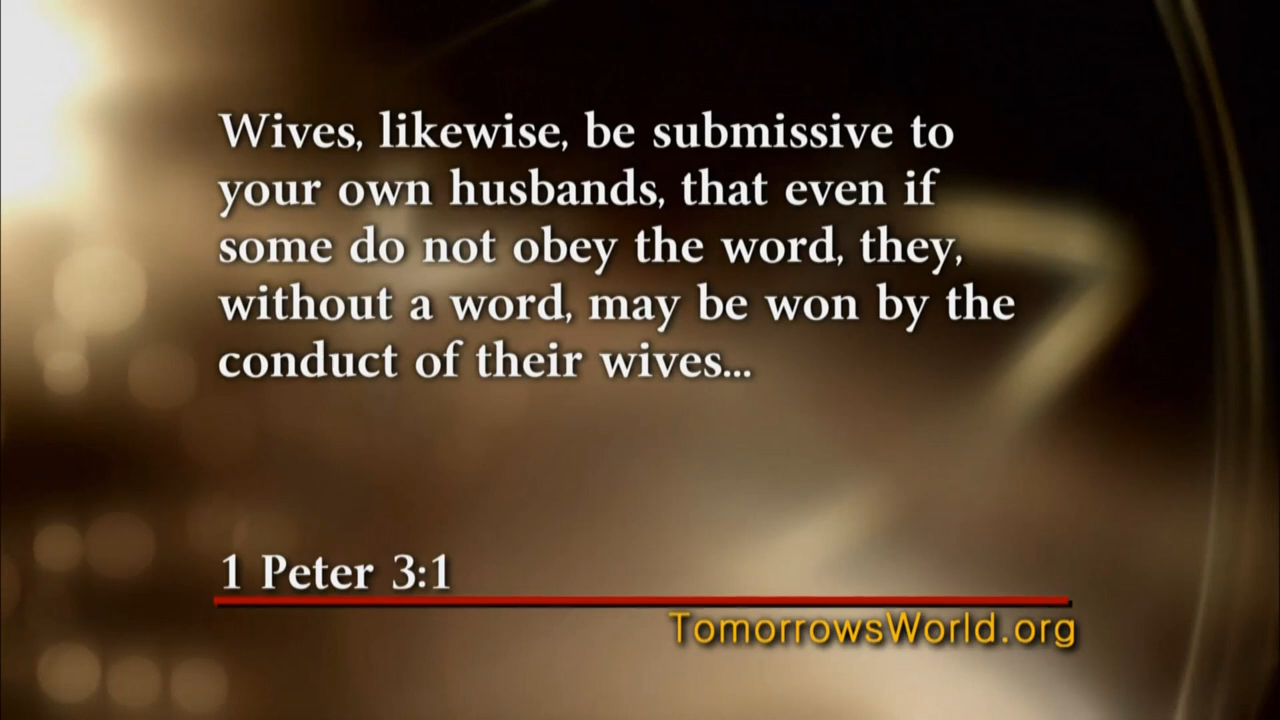 Wives, likewise, be submissive to
your own husbands, that even if
some do not obey the word, they,
without a word, may be won by the
conduct of their wives...
1 Peter 3:1
TomorrowsWorld.org